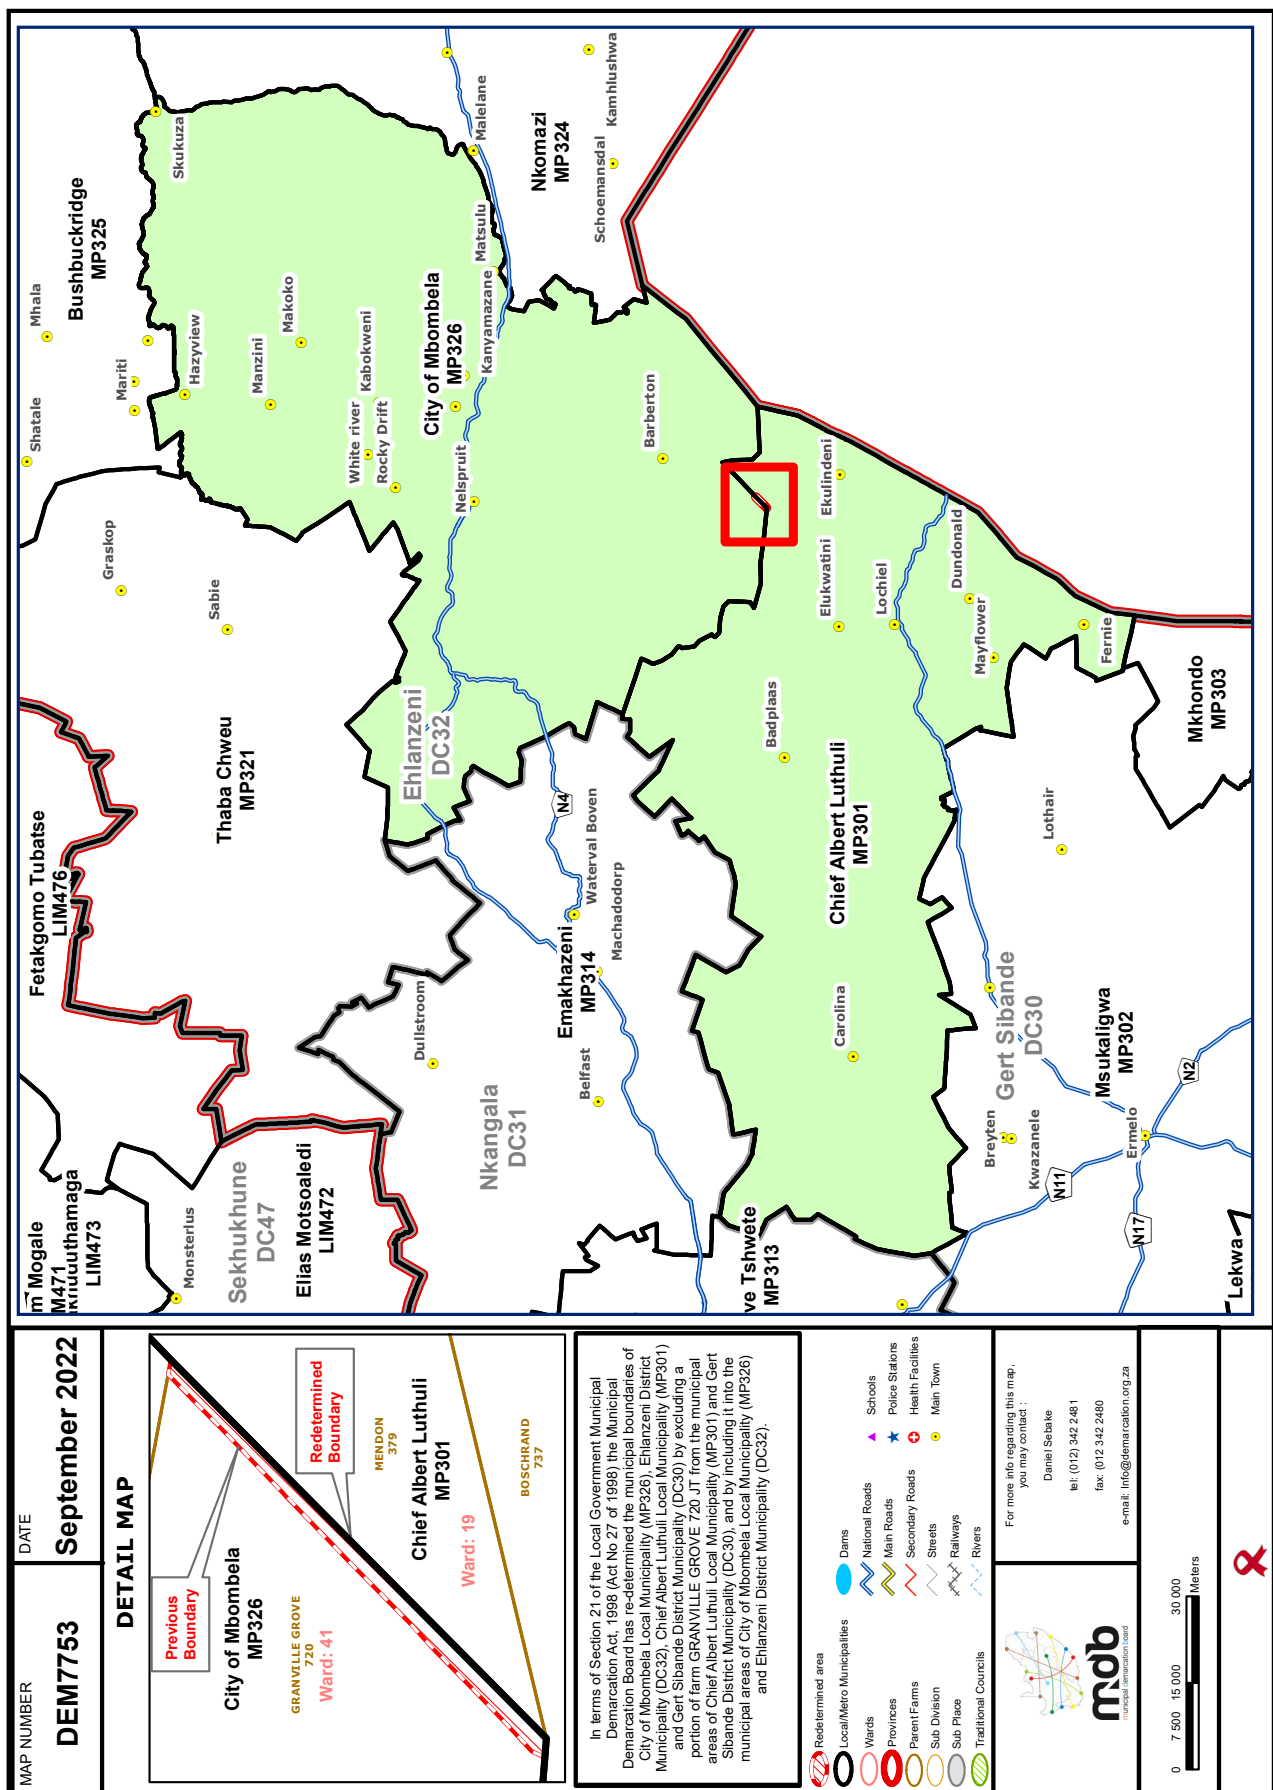 MAP NUMBER
DEM7753
DATE
September 2022
DETAIL MAP
Previous
Boundary
Redetermined
Boundary
City of Mbombela
MP326
GRANVILLE GROVE
720
Ward: 41
MENDON
379
Chief Albert Luthuli
MP301
Ward: 19
BOSCHRAND
737
In terms of Section 21 of the Local Government Municipal
Demarcation Act, 1998 (Act No 27 of 1998) the Municipal
Demarcation Board has re-determined the municipal boundaries of
City of Mbombela Local Municipality (MP326), Ehlanzeni District
Municipality (DC32), Chief Albert Luthuli Local Municipality (MP301)
and Gert Sibande District Municipality (DC30) by excluding a
portion of farm GRANVILLE GROVE 720 JT from the municipal
areas of Chief Albert Luthuli Local Municipality (MP301) and Gert
Sibande District Municipality (DC30), and by including it into the
municipal areas of City of Mbombela Local Municipality (MP326)
and Ehlanzeni District Municipality (DC32).
Redetermined area
Local/Metro Municipalities
Wards
Provinces
Parent Farms
Sub Division
Sub Place
Traditional Councils
Dams
National Roads
Main Roads
Secondary Roads
Streets
Railways
Rivers
Schools
Police Stations
Health Facilities
Main Town
For more info regarding this map,
you may contact :
Daniel Sebake
tel: (012) 342 2481
fax: (012 342 2480
e-mail: Info@demarcation.org.za
mdb
municipal demarcation board
0 7 500 15 000 30 000
Meters
Shatale
Mhala
Bushbuckridge
MP325
Mariti
Skukuza
Hazyview
Manzini
Makoko
Graskop
Sabie
White river
Kabokweni
Rocky Drift
City of Mbombela
MP326
Kanyamazane
Matsulu
Malelane
Nelspruit
Nkomazi
MP324
Schoemansdal
Kamhlushwa
Barberton
Fetakgomo Tubatse
LIM476
Thaba Chweu
MP321
Ehlanzeni
DC32
N4
Waterval Boven
Machadodorp
Emakhazeni
MP314
Dullstroom
Belfast
Nkangala
DC31
m Mogale
M471
khuduthamaga
LIM473
Monsterlus
Sekhukhune
DC47
Elias Motsoaledi
LIM472
ve Tshwete
MP313
Badplaas
Elukwatini
Ekulindeni
Lochiel
Dundonald
Mayflower
Fernie
Chief Albert Luthuli
MP301
Carolina
Lothair
Mkhondo
MP303
Gert Sibande
DC30
Msukaligwa
MP302
Breyten
Kwazanele
Ermelo
N11
N17
N2
Lekwa